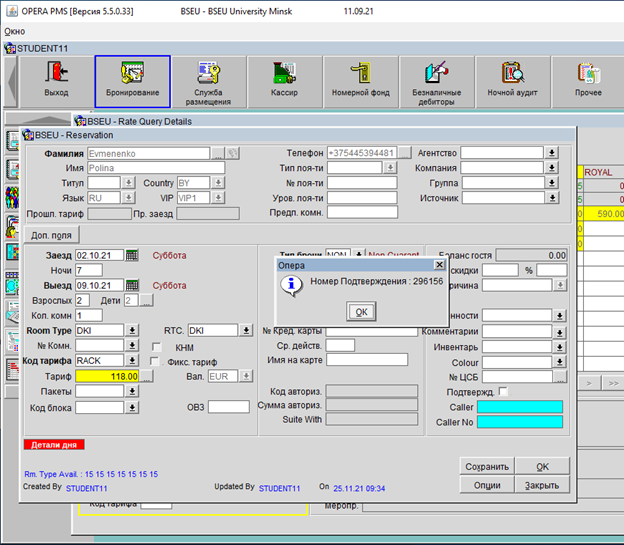 OPERA PMS [Версия 5.5.0.33] BSEU - BSEU University Minsk 11.09.21
Окно
STUDENT11
Выход Бронирование Служба размещения Кассир Номерной фонд Безналичные дебиторы Ночной аудит Прочее
BSEU - Rate Query Details
BSEU - Reservation
ROYAL
Фамилия Evmenenko ... Телефон +375445394481 ... Агентство
Имя Polina Тип лоя-ти Компания
Титул Country BY № лоя-ти Группа
Язык RU VIP VIP1 Уров. лоя-ти Источник
Прошл. тариф Пр. заезд Предп. комн.
590.00
Доп. поля
Заезд 02.10.21 Суббота Тип брони NON Non Guarant Баланс гостя 0.00
Ночи 7 скидки %
Выезд 09.10.21 Суббота ричина
Взрослых 2 Дети 2 ...
Кол. комн 1 нности
Опера
Номер Подтверждения : 296156
OK
Room Type DKI RTC. DKI № Кред. карты Комментарии
№ Комн. КНМ Ср. действ. Инвентарь
Код тарифа RACK Фикс. тариф Имя на карте Colour
Тариф 118.00 ... Вал. EUR № ЦСБ ...
Пакеты Код авториз. Подтвержд.
Код блока ОВЗ Сумма авториз. Caller
Suite With Caller No
Детали дня
Rm. Type Avail. : 15 15 15 15 15 15 15
Сохранить OK
Created By STUDENT11 Updated By STUDENT11 On 25.11.21 09:34
Опции Закрыть
> >>
Код тарифа Меропр.